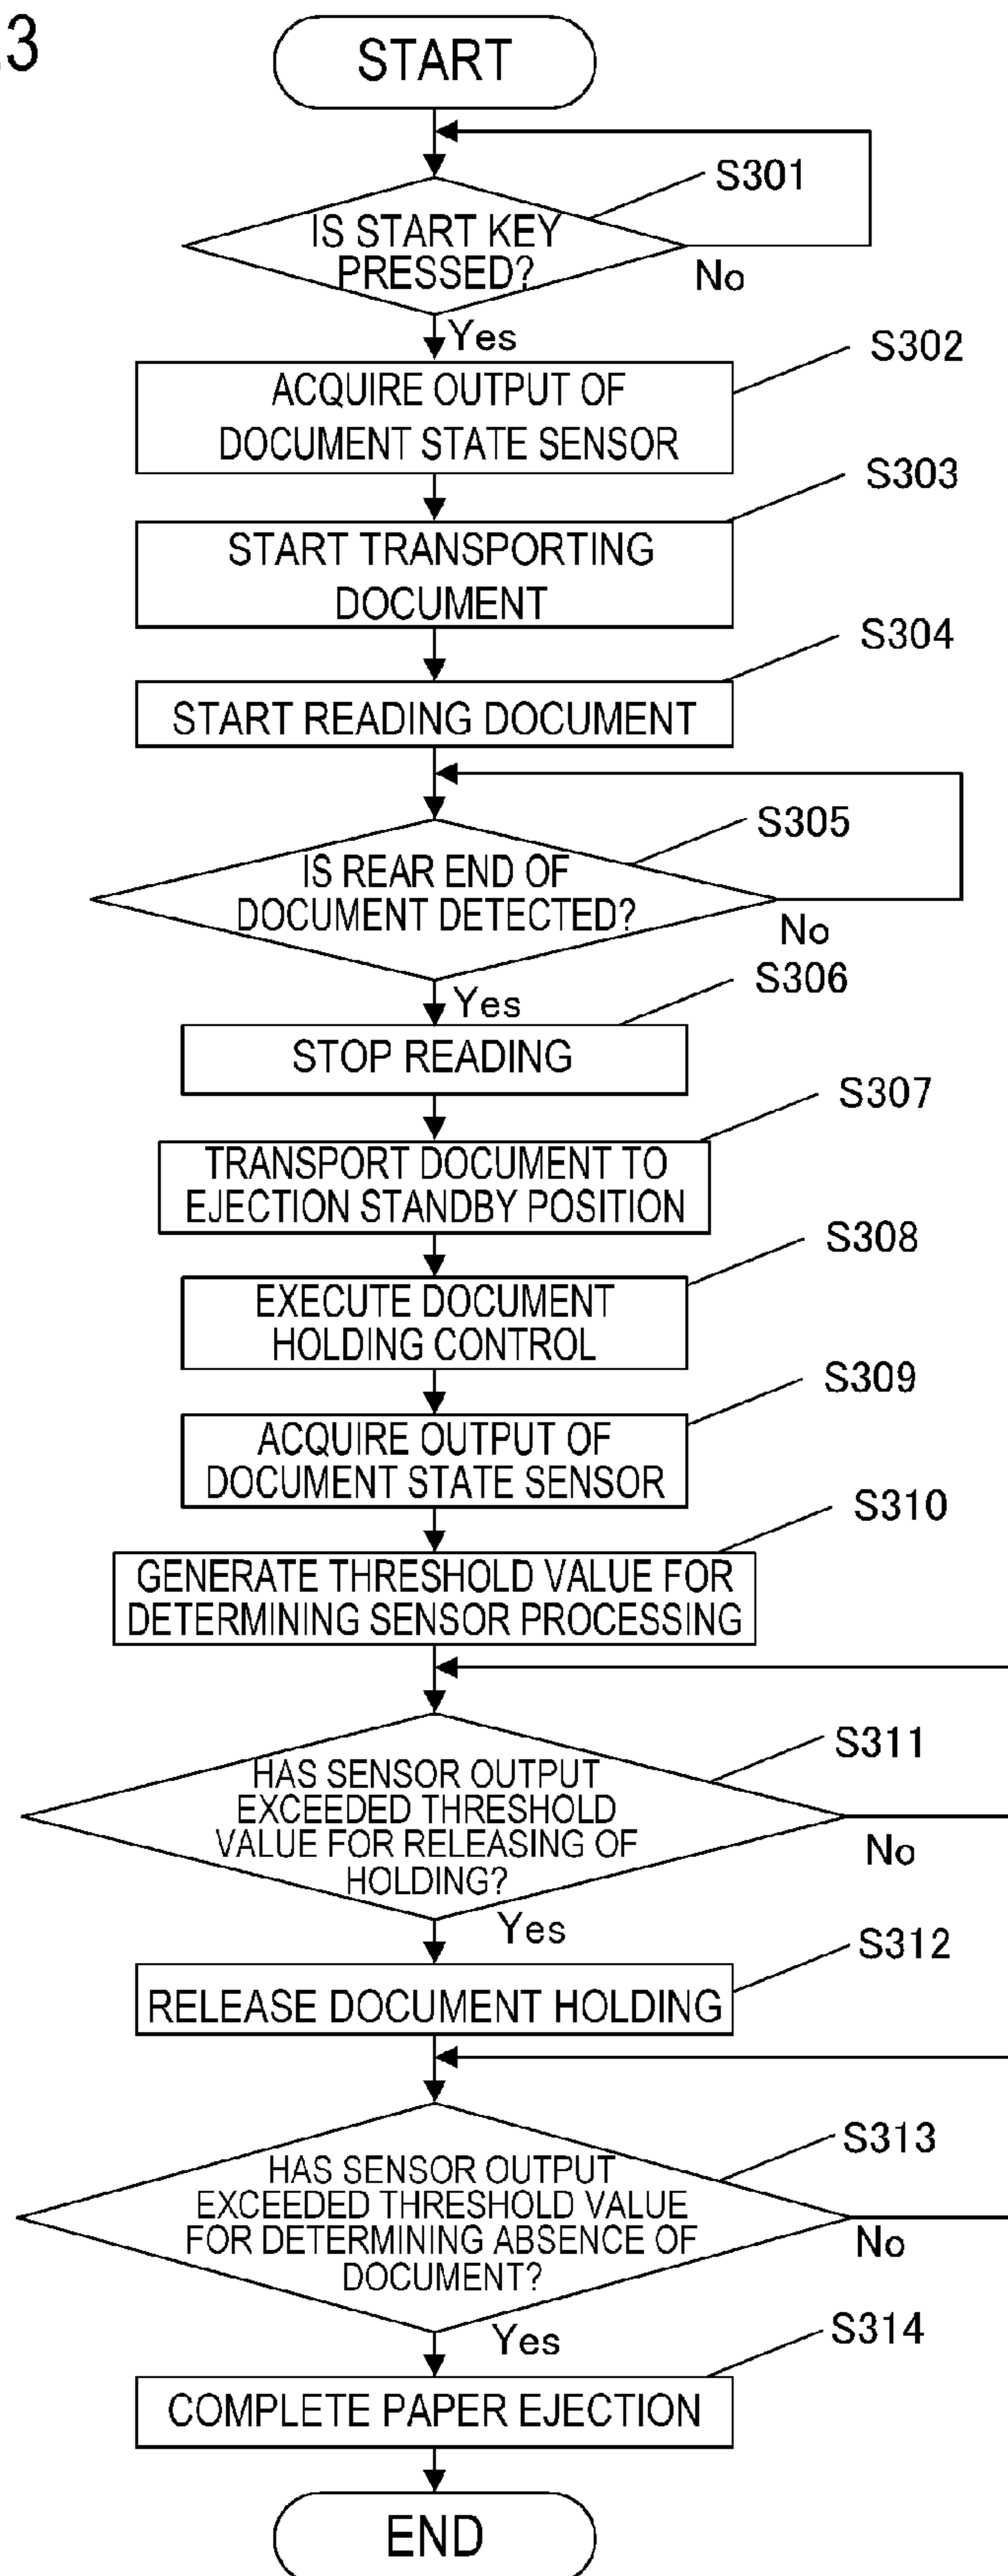 .3
START
S301
IS START KEY
PRESSED?
No
Yes
S302
ACQUIRE OUTPUT OF
DOCUMENT STATE SENSOR
S303
START TRANSPORTING
DOCUMENT
S304
START READING DOCUMENT
S305
IS REAR END OF
DOCUMENT DETECTED?
No
S306
Yes
STOP READING
S307
TRANSPORT DOCUMENT TO
EJECTION STANDBY POSITION
S308
EXECUTE DOCUMENT
HOLDING CONTROL
S309
ACQUIRE OUTPUT OF
DOCUMENT STATE SENSOR
S310
GENERATE THRESHOLD VALUE FOR
DETERMINING SENSOR PROCESSING
S311
HAS SENSOR OUTPUT
EXCEEDED THRESHOLD
VALUE FOR RELEASING OF
HOLDING?
No
Yes
S312
RELEASE DOCUMENT HOLDING
S313
HAS SENSOR OUTPUT
EXCEEDED THRESHOLD VALUE
FOR DETERMINING ABSENCE OF
DOCUMENT?
No
Yes
S314
COMPLETE PAPER EJECTION
END